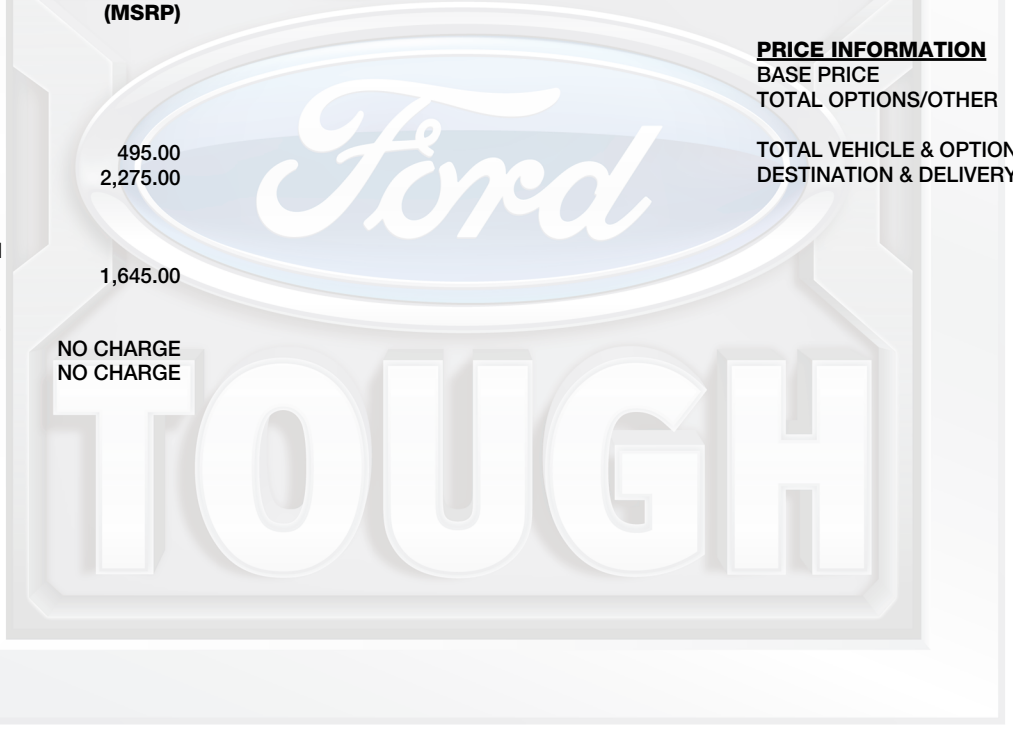 (MSRP)
495.00
2,275.00
1,645.00
NO CHARGE
NO CHARGE
PRICE INFORMATION
BASE PRICE
TOTAL OPTIONS/OTHER
TOTAL VEHICLE & OPTION
DESTINATION & DELIVERY
Ford
TOUGH